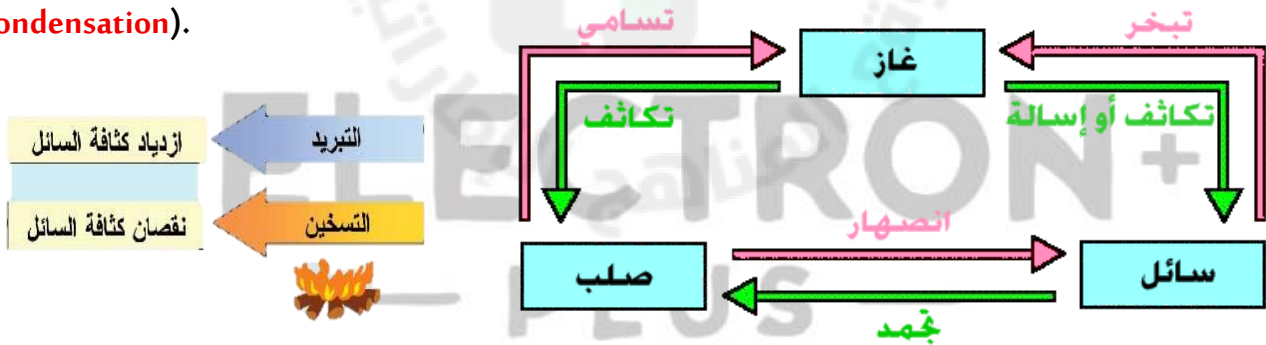 ondensation).
تسامي
تبخر
غاز
تكاثف
تكاثف أو إسالة
التبريد
ازدياد كثافة السائل
التسخين
نقصان كثافة السائل
انصهار
صلب
سائل
تجمد
ELECTRON+
PLUS